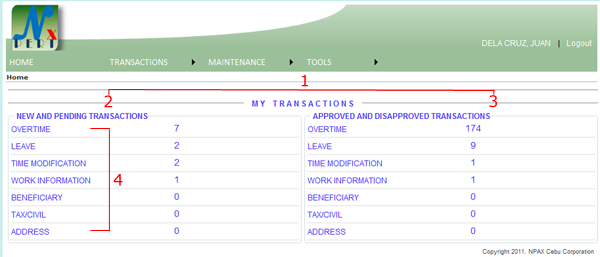 Nx
PERT
DELA CRUZ, JUAN | Logout
HOME TRANSACTIONS MAINTENANCE TOOLS
Home
1
2 3
MY TRANSACTIONS
NEW AND PENDING TRANSACTIONS
OVERTIME 7
LEAVE 2
TIME MODIFICATION 2
WORK INFORMATION 1
4
BENEFICIARY 0
TAX/CIVIL 0
ADDRESS 0
APPROVED AND DISAPPROVED TRANSACTIONS
OVERTIME 174
LEAVE 9
TIME MODIFICATION 1
WORK INFORMATION 1
BENEFICIARY 0
TAX/CIVIL 0
ADDRESS 0
Copyright 2011. NPAX Cebu Corporation